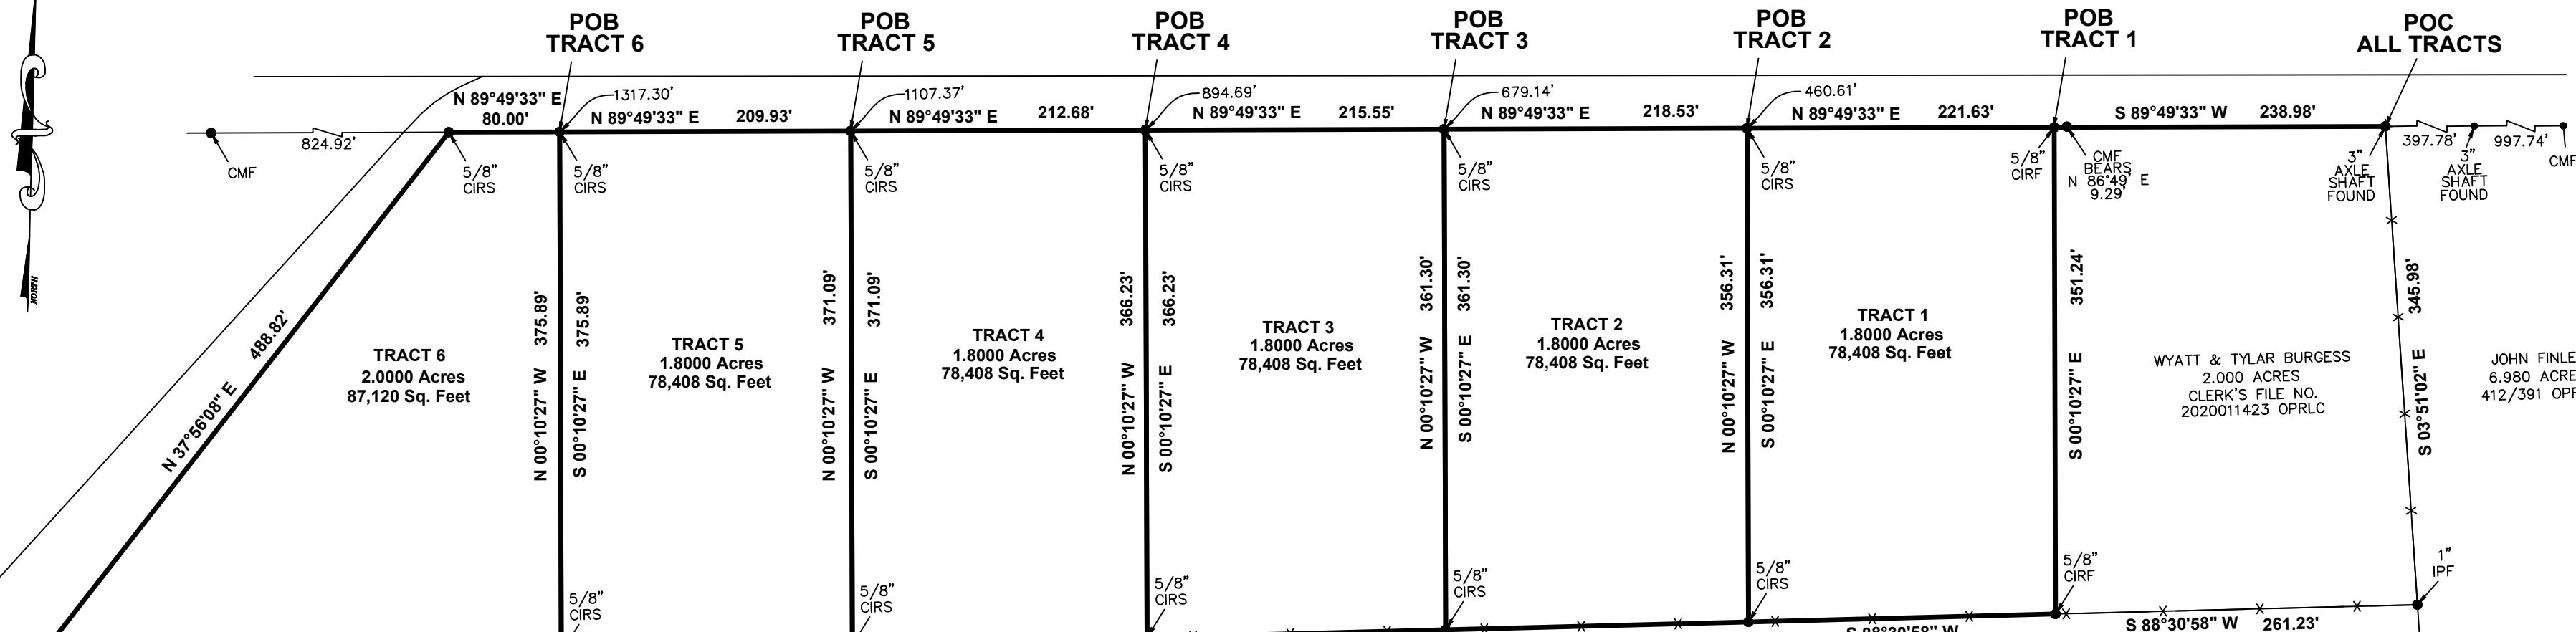 POB
TRACT 6
POB
TRACT 5
POB
TRACT 4
POB
TRACT 3
POB
TRACT 2
POB
TRACT 1
POC
ALL TRACTS
N 89°49'33" E
80.00'
1317.30'
N 89°49'33" E 209.93'
1107.37'
N 89°49'33" E 212.68'
894.69'
N 89°49'33" E 215.55'
679.14'
N 89°49'33" E 218.53'
460.61'
N 89°49'33" E 221.63'
S 89°49'33" W 238.98'
824.92'
397.78'
997.74'
CMF
5/8"
CIRS
5/8"
CIRS
5/8"
CIRS
5/8"
CIRS
5/8"
CIRS
5/8"
CIRS
5/8"
CIRF
CMF
BEARS
N 86°49' E
9.29'
3"
AXLE
SHAFT
FOUND
3"
AXLE
SHAFT
FOUND
CMF
NORTH
N 37°56'08" E 488.82'
TRACT 6
2.0000 Acres
87,120 Sq. Feet
N 00°10'27" W 375.89'
S 00°10'27" E 375.89'
TRACT 5
1.8000 Acres
78,408 Sq. Feet
N 00°10'27" W 371.09'
S 00°10'27" E 371.09'
TRACT 4
1.8000 Acres
78,408 Sq. Feet
N 00°10'27" W 366.23'
S 00°10'27" E 366.23'
TRACT 3
1.8000 Acres
78,408 Sq. Feet
N 00°10'27" W 361.30'
S 00°10'27" E 361.30'
TRACT 2
1.8000 Acres
78,408 Sq. Feet
N 00°10'27" W 356.31'
S 00°10'27" E 356.31'
TRACT 1
1.8000 Acres
78,408 Sq. Feet
S 00°10'27" E 351.24'
WYATT & TYLAR BURGESS
2.000 ACRES
CLERK'S FILE NO.
2020011423 OPRLC
S 03°51'02" E 345.98'
JOHN FINLE
6.980 ACRE
412/391 OPF
5/8"
CIRS
5/8"
CIRS
5/8"
CIRS
5/8"
CIRS
5/8"
CIRS
5/8"
CIRF
1"
IPF
S 88°30'58" W
S 88°30'58" W 261.23'